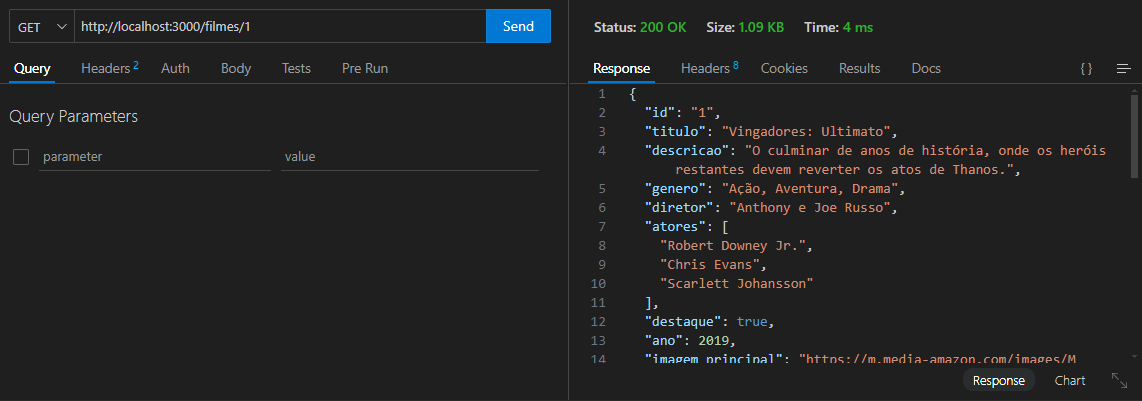 GET http://localhost:3000/filmes/1 Send
Query Headers 2 Auth Body Tests Pre Run
Query Parameters
parameter value
Status: 200 OK Size: 1.09 KB Time: 4 ms
Response Headers 8 Cookies Results Docs { }
1 {
2 "id": "1",
3 "titulo": "Vingadores: Ultimato",
4 "descricao": "O culminar de anos de história, onde os heróis
restantes devem reverter os atos de Thanos.",
5 "genero": "Ação, Aventura, Drama",
6 "diretor": "Anthony e Joe Russo",
7 "atores": [
8 "Robert Downey Jr.",
9 "Chris Evans",
10 "Scarlett Johansson"
11 ],
12 "destaque": true,
13 "ano": 2019,
14 "imagem_principal": "https://m.media-amazon.com/images/M
Response Chart